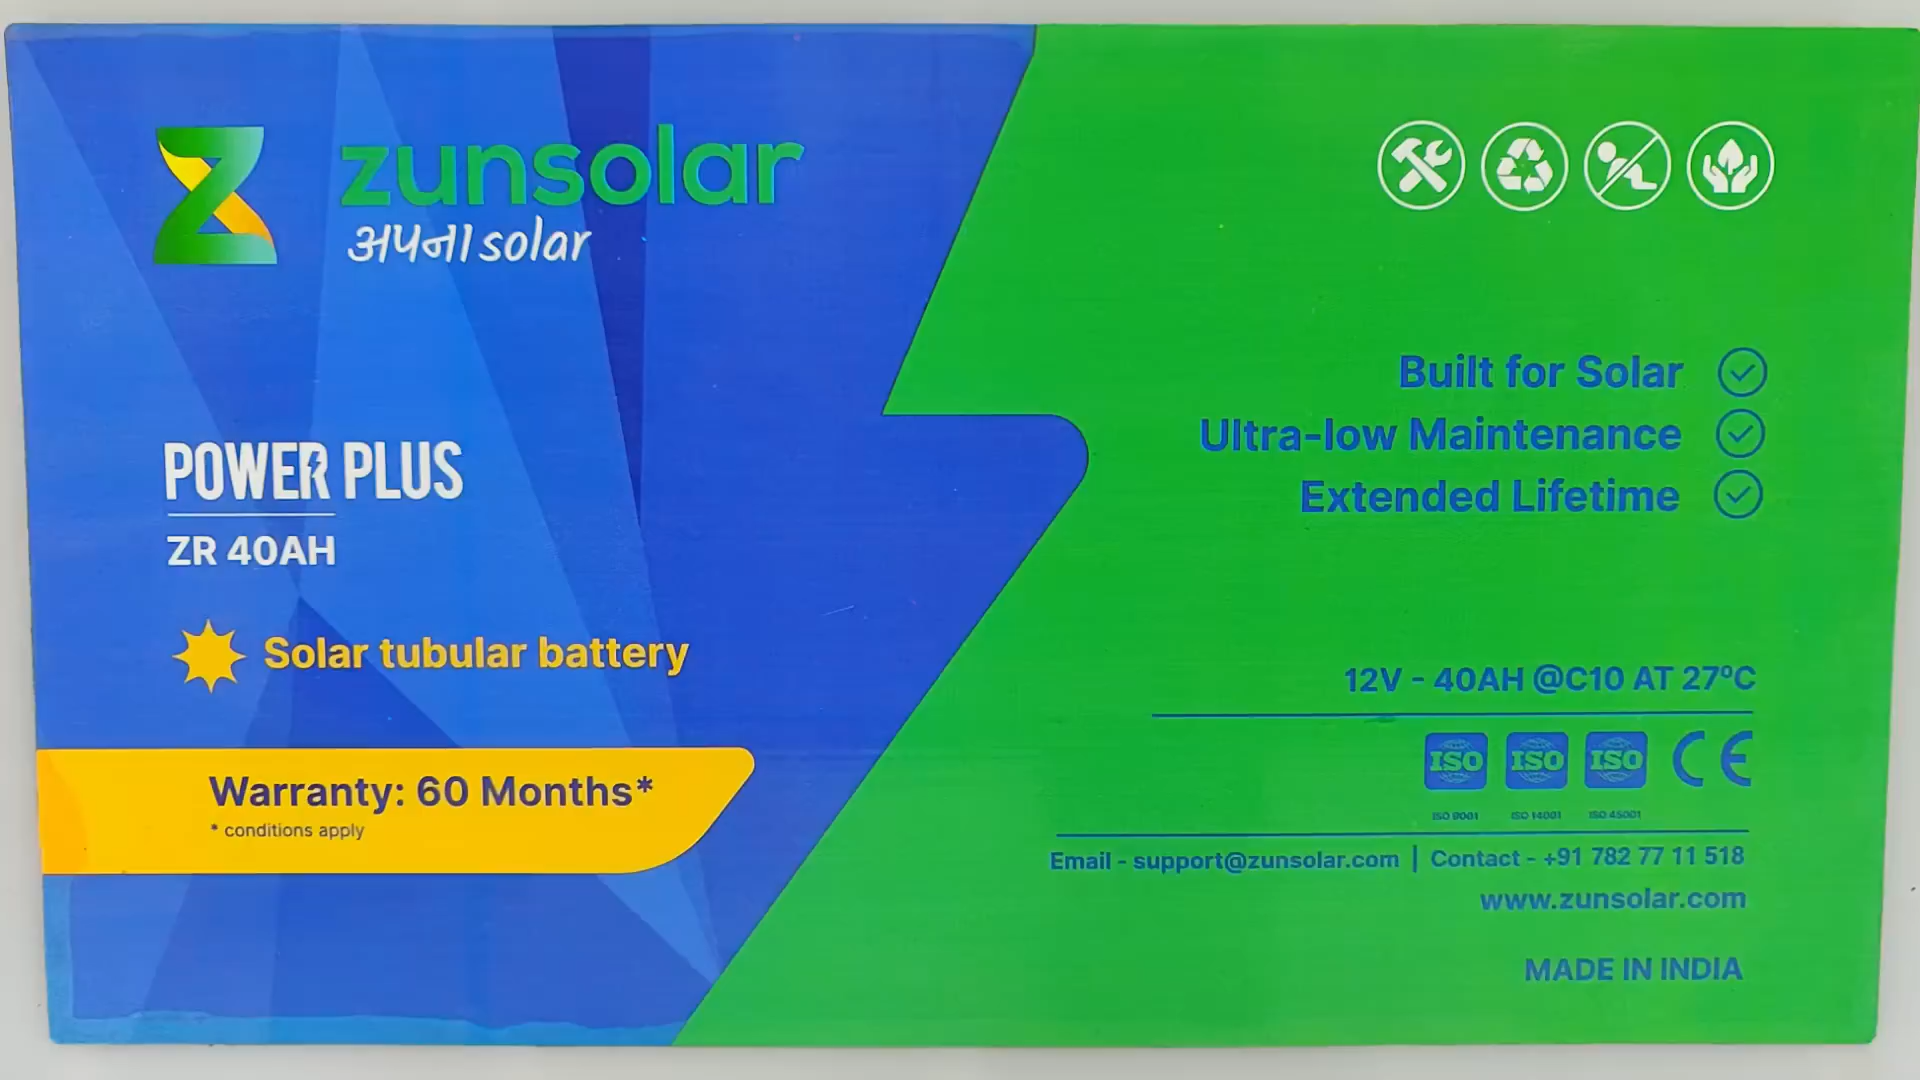 zunsolar
अपना solar
POWER PLUS
ZR 40AH
Solar tubular battery
Warranty: 60 Months*
* conditions apply
Built for Solar
Ultra-low Maintenance
Extended Lifetime
12V - 40AH @C10 AT 27ºC
ISO ISO ISO CE
ISO 9001 ISO 14001 ISO 45001
Email - support@zunsolar.com | Contact - +91 782 77 11 518
www.zunsolar.com
MADE IN INDIA